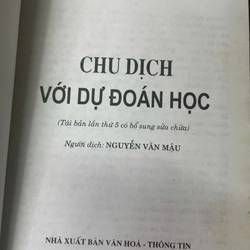 CHU DỊCH
VỚI DỰ ĐOÁN HỌC
(Tái bản lần thứ 5 có bổ sung sửa chữa)
Người dịch: NGUYỄN VĂN MẬU
NHÀ XUẤT BẢN VĂN HOÁ - THÔNG TIN